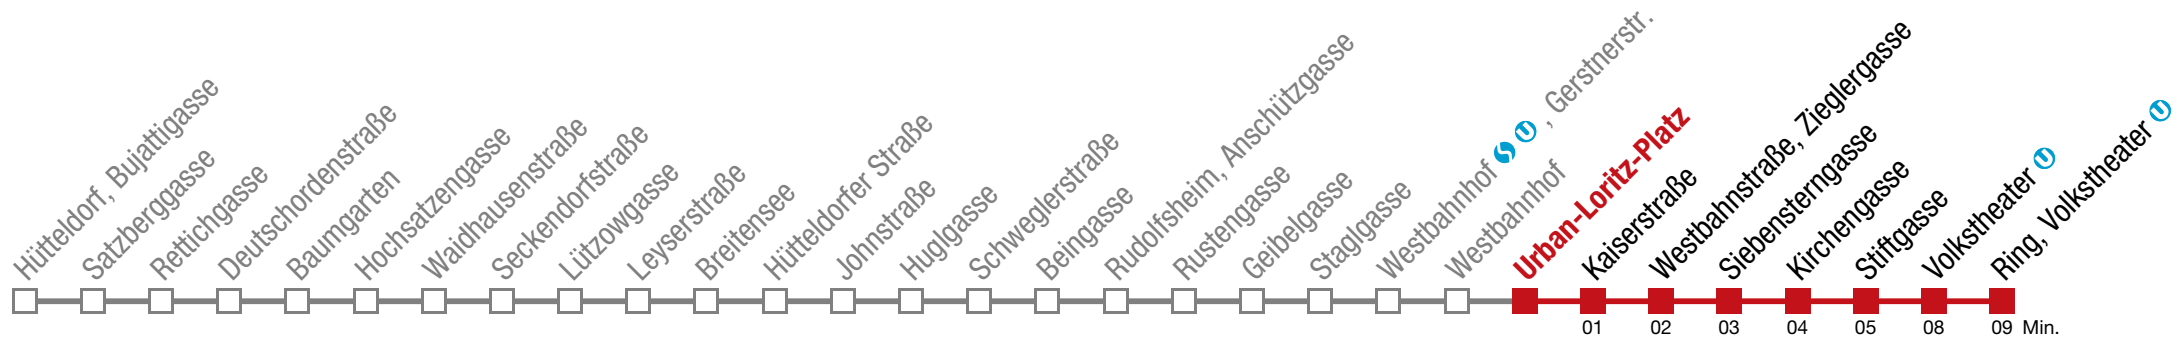 Hütteldorf, Bujattigasse
Satzberggasse
Rettichgasse
Deutschordenstraße
Baumgarten
Hochsatzengasse
Waidhausenstraße
Seckendorfstraße
Lützowgasse
Leyserstraße
Breitensee
Hütteldorfer Straße
Johnstraße
Huglgasse
Schweglerstraße
Beingasse
Rudolfsheim, Anschützgasse
Rustengasse
Geibelgasse
Staglgasse
Westbahnhof S U , Gerstnerstr.
Westbahnhof
Urban-Loritz-Platz
Kaiserstraße
Westbahnstraße, Zieglergasse
Siebensterngasse
Kirchengasse
Stiftgasse
Volkstheater U
Ring, Volkstheater U
01 02 03 04 05 08 09 Min.